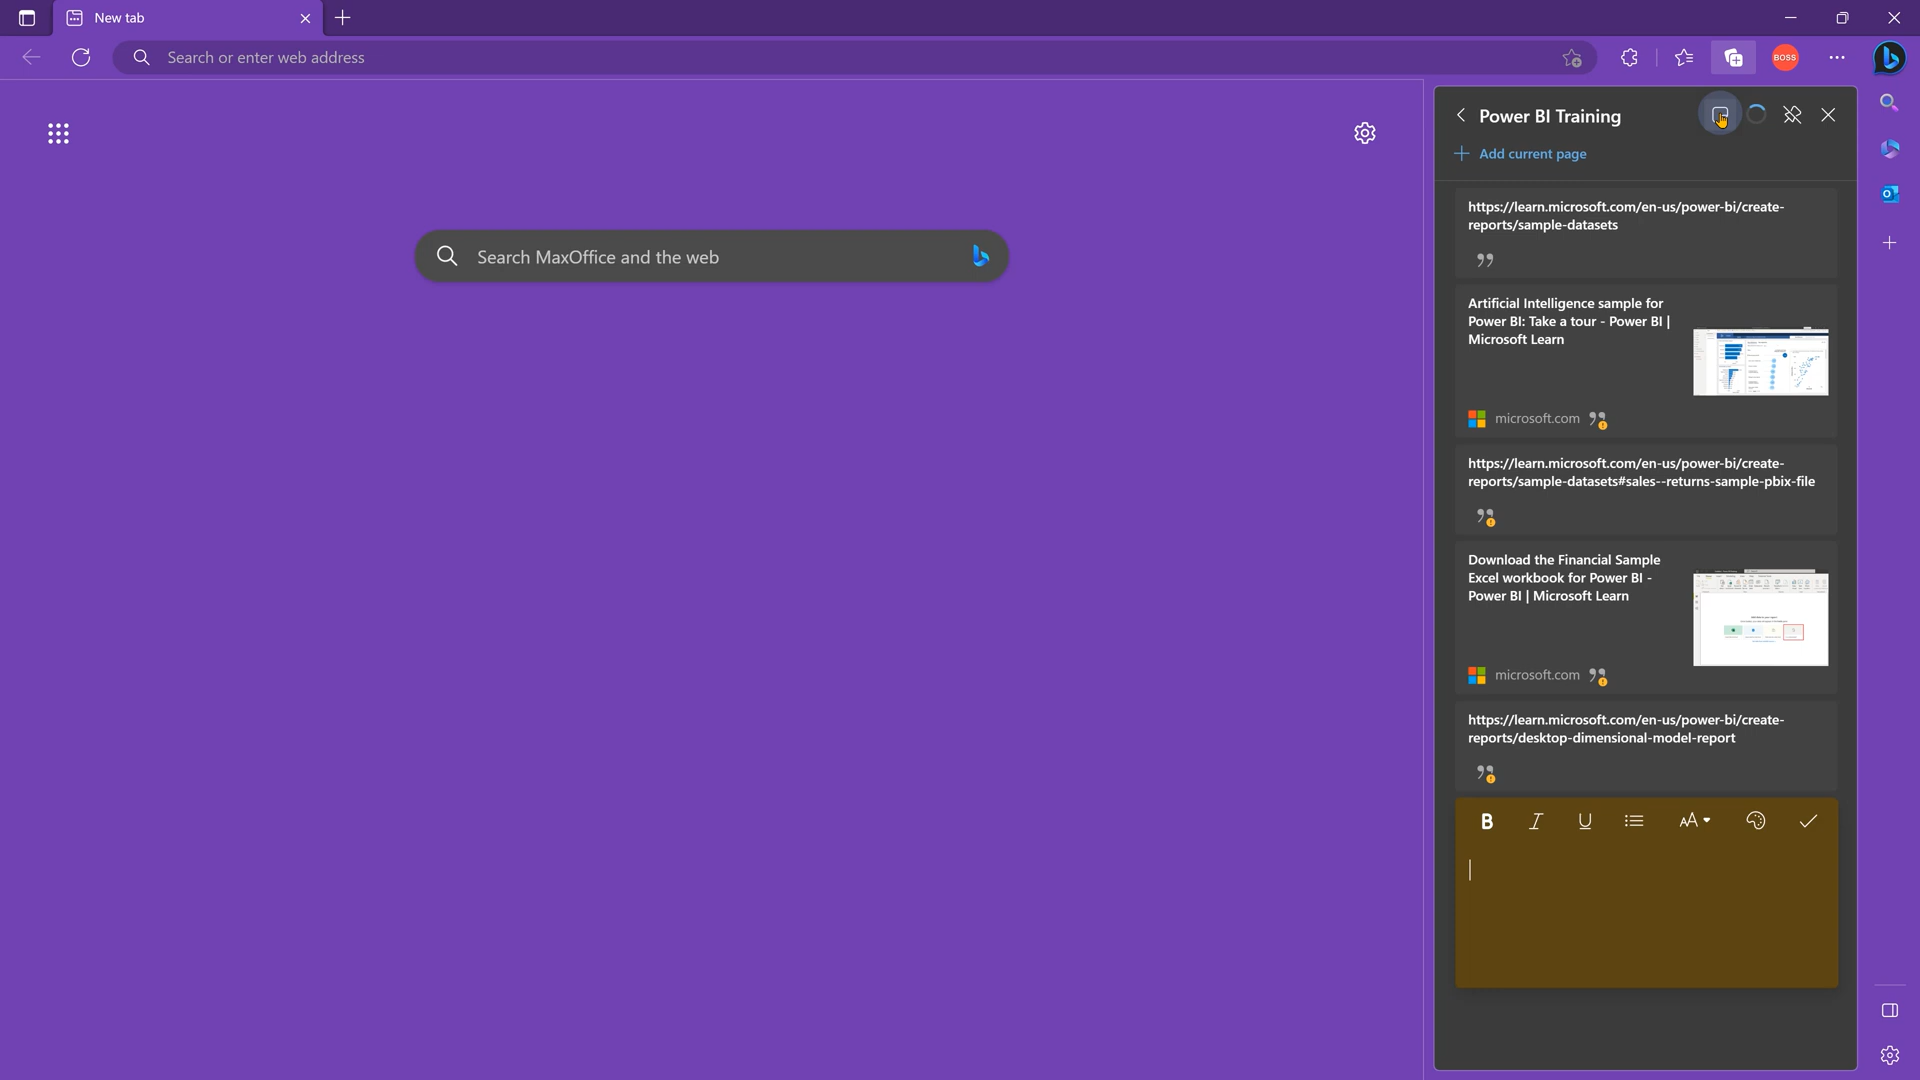 New tab
Search or enter web address
BOSS
Power BI Training
Add current page
Search MaxOffice and the web
https://learn.microsoft.com/en-us/power-bi/create-
reports/sample-datasets
Artificial Intelligence sample for
Power BI: Take a tour - Power BI |
Microsoft Learn
microsoft.com
https://learn.microsoft.com/en-us/power-bi/create-
reports/sample-datasets#sales--returns-sample-pbix-file
Download the Financial Sample
Excel workbook for Power BI -
Power BI | Microsoft Learn
microsoft.com
https://learn.microsoft.com/en-us/power-bi/create-
reports/desktop-dimensional-model-report